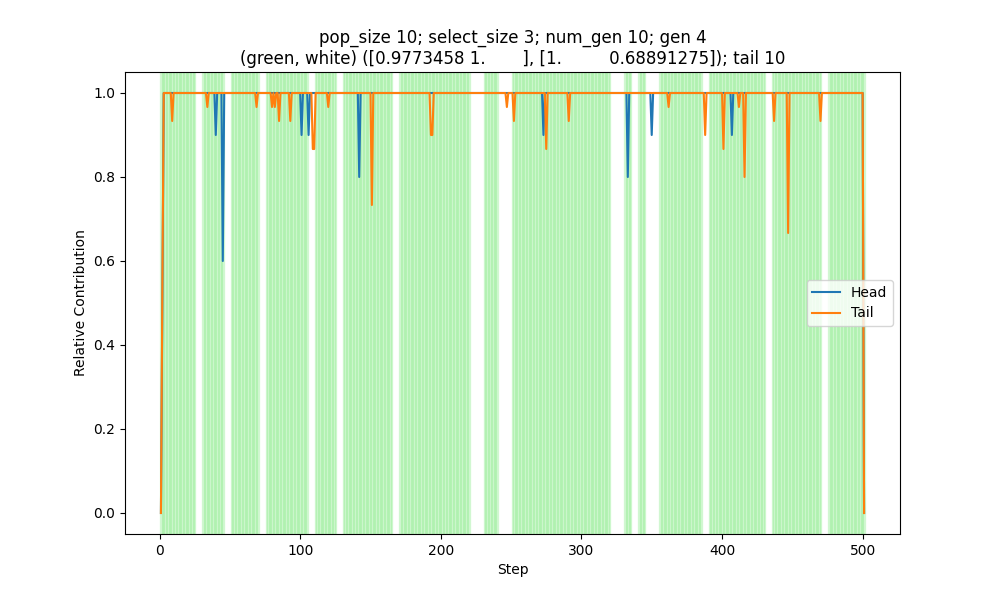 pop_size 10; select_size 3; num_gen 10; gen 4
(green, white) ([0.9773458 1.        ], [1.         0.68891275]); tail 10
1.0
0.8
0.6
0.4
0.2
0.0
Relative Contribution
Head
Tail
0
100
200
300
400
500
Step